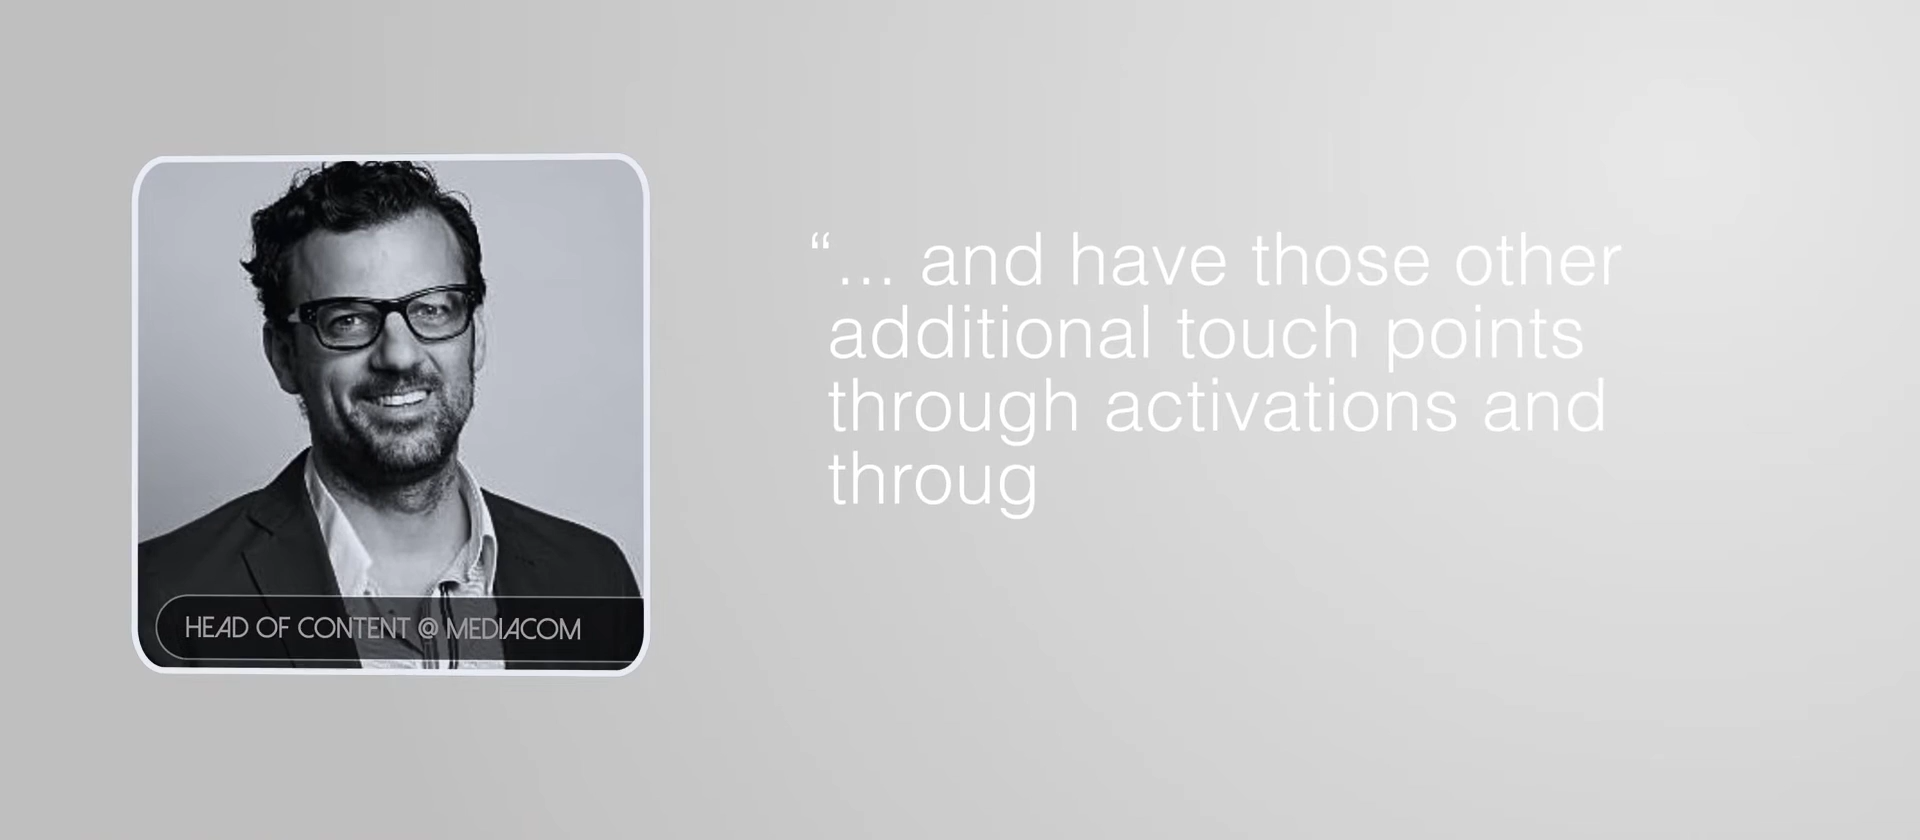 “... and have those other
additional touch points
through activations and
throug
HEAD OF CONTENT @ MEDIACOM